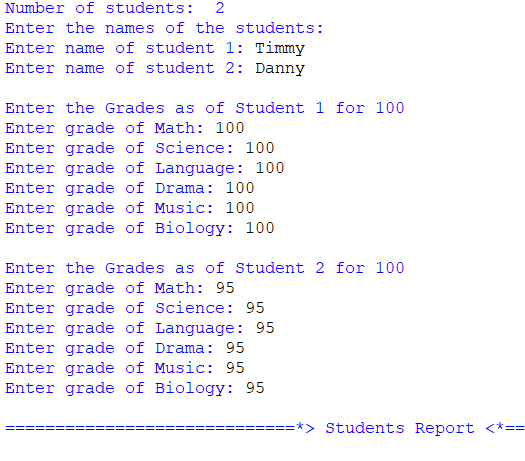 Number of students:  2
Enter the names of the students:
Enter name of student 1: Timmy
Enter name of student 2: Danny
Enter the Grades as of Student 1 for 100
Enter grade of Math: 100
Enter grade of Science: 100
Enter grade of Language: 100
Enter grade of Drama: 100
Enter grade of Music: 100
Enter grade of Biology: 100
Enter the Grades as of Student 2 for 100
Enter grade of Math: 95
Enter grade of Science: 95
Enter grade of Language: 95
Enter grade of Drama: 95
Enter grade of Music: 95
Enter grade of Biology: 95
=============================*> Students Report <*==